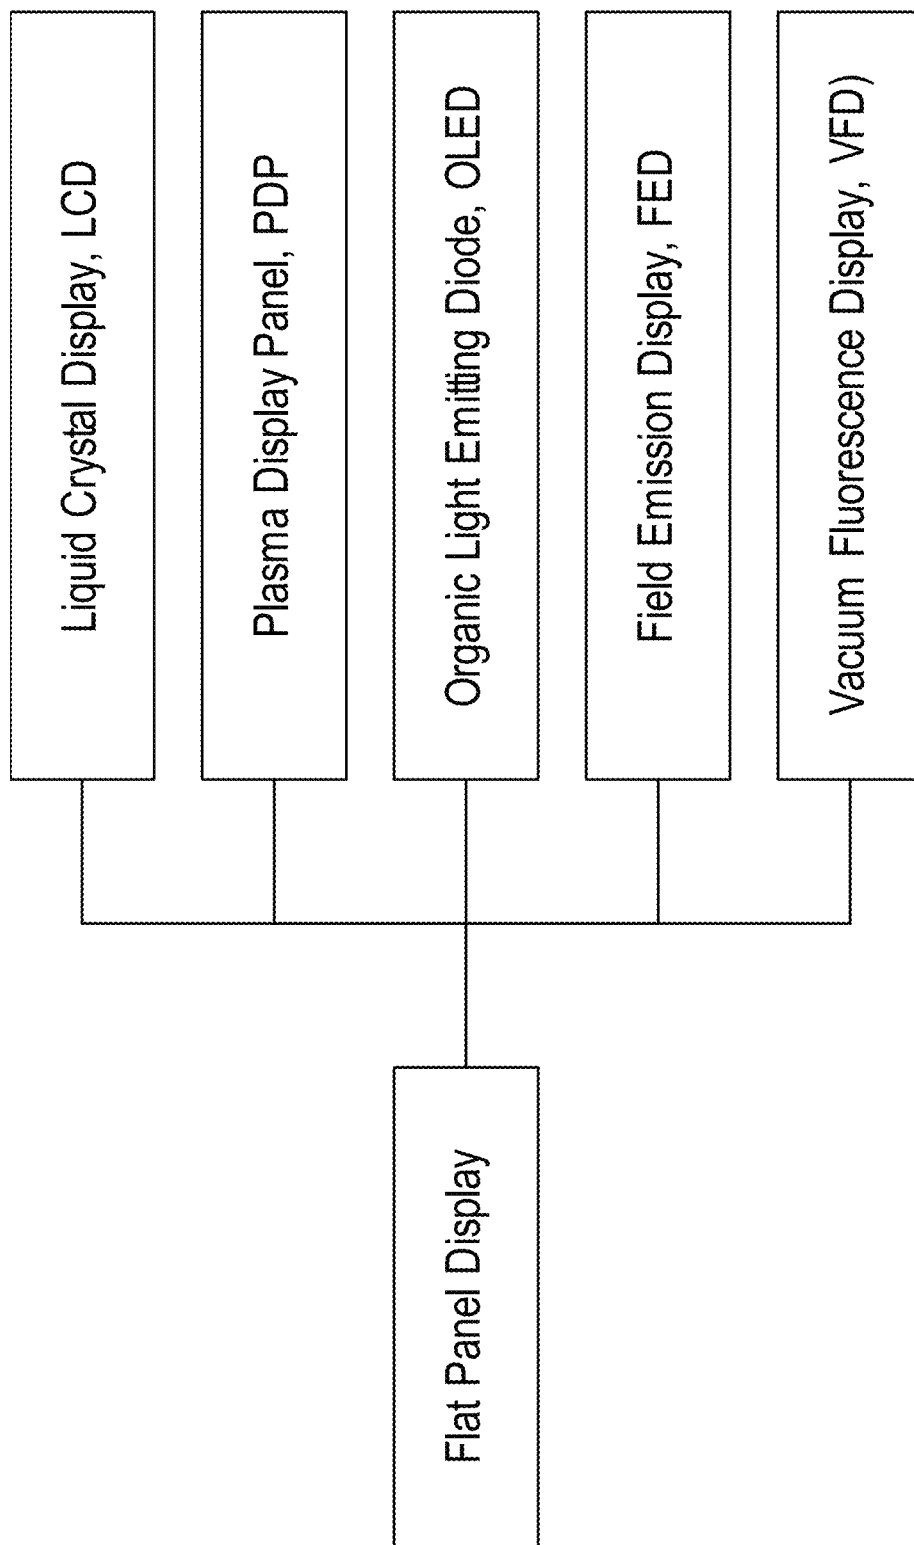 Flat Panel Display
Liquid Crystal Display, LCD
Plasma Display Panel, PDP
Organic Light Emitting Diode, OLED
Field Emission Display, FED
Vacuum Fluorescence Display, VFD)